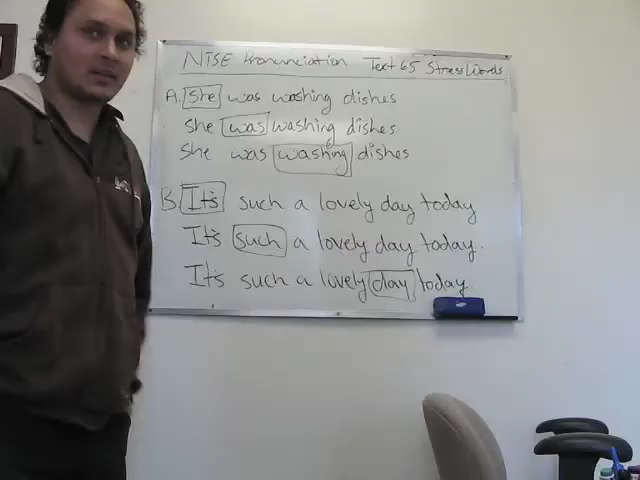 NISE Pronunciation Text 65 Stress Words
A. She was washing dishes
she was washing dishes
She was washing dishes
B It's such a lovely day today
It's such a lovely day today.
It's such a lovely day today.